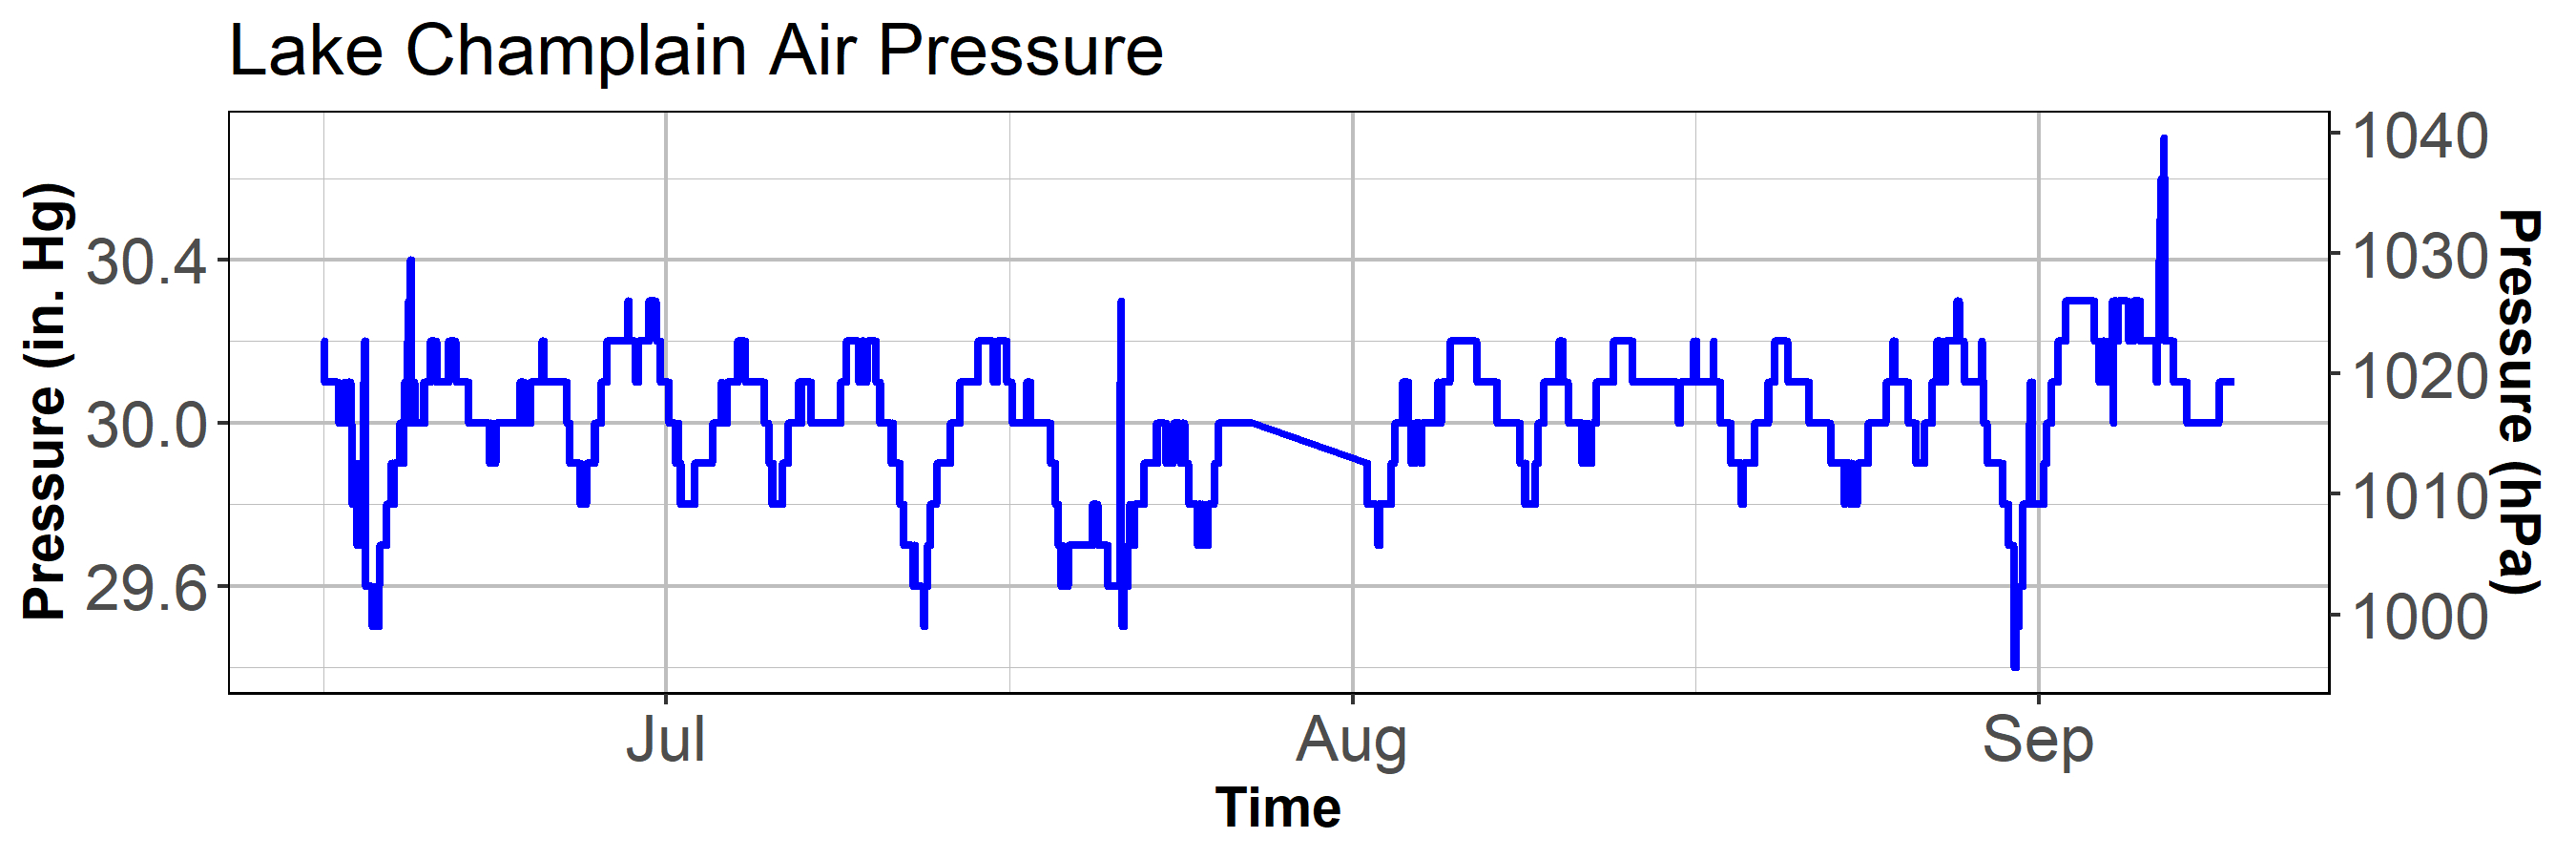 Lake Champlain Air Pressure
Pressure (in. Hg)
30.4
30.0
29.6
1040
1030
1020
1010
1000
Pressure (hPa)
Jul Aug Sep
Time